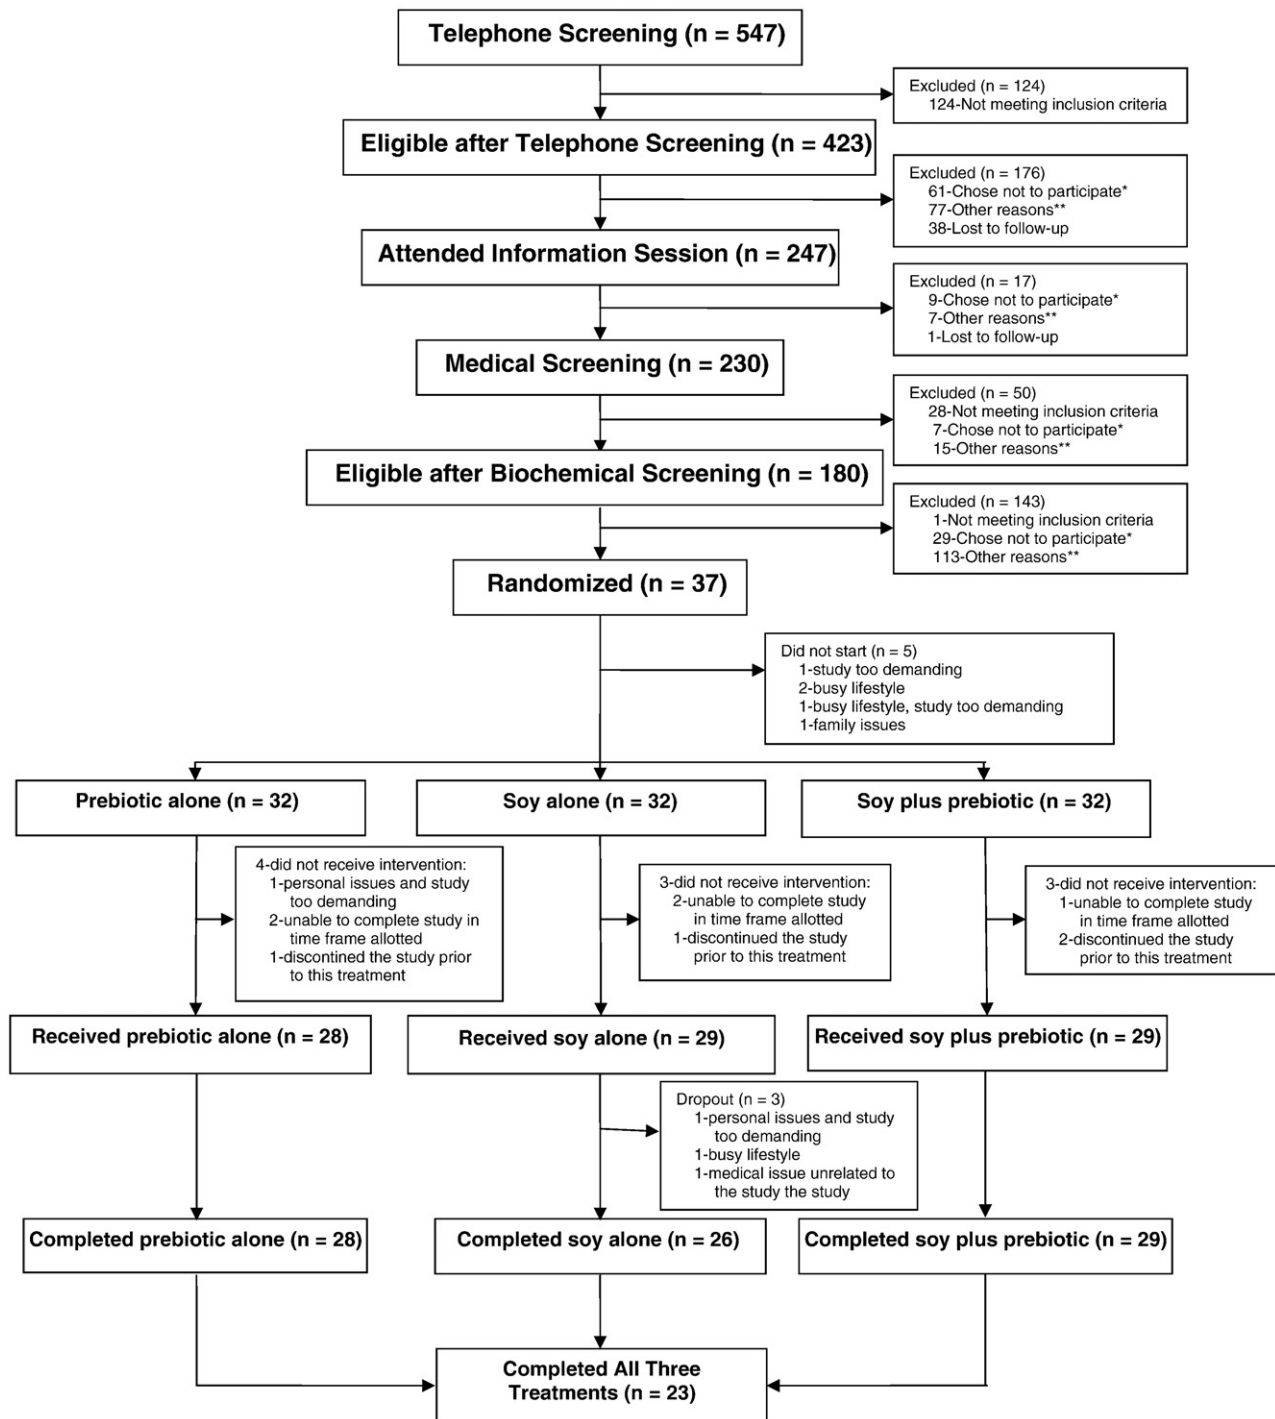 Telephone Screening (n = 547)
Excluded (n = 124)
124-Not meeting inclusion criteria
Eligible after Telephone Screening (n = 423)
Excluded (n = 176)
61-Chose not to participate*
77-Other reasons**
38-Lost to follow-up
Attended Information Session (n = 247)
Excluded (n = 17)
9-Chose not to participate*
7-Other reasons**
1-Lost to follow-up
Medical Screening (n = 230)
Excluded (n = 50)
28-Not meeting inclusion criteria
7-Chose not to participate*
15-Other reasons**
Eligible after Biochemical Screening (n = 180)
Excluded (n = 143)
1-Not meeting inclusion criteria
29-Chose not to participate*
113-Other reasons**
Randomized (n = 37)
Did not start (n = 5)
1-study too demanding
2-busy lifestyle
1-busy lifestyle, study too demanding
1-family issues
Prebiotic alone (n = 32)
Soy alone (n = 32)
Soy plus prebiotic (n = 32)
4-did not receive intervention:
1-personal issues and study
too demanding
2-unable to complete study in
time frame allotted
1-discontined the study prior
to this treatment
3-did not receive intervention:
2-unable to complete study
in time frame allotted
1-discontinued the study
prior to this treatment
3-did not receive intervention:
1-unable to complete study
in time frame allotted
2-discontinued the study
prior to this treatment
Received prebiotic alone (n = 28)
Received soy alone (n = 29)
Received soy plus prebiotic (n = 29)
Dropout (n = 3)
1-personal issues and study
too demanding
1-busy lifestyle
1-medical issue unrelated to
the study the study
Completed prebiotic alone (n = 28)
Completed soy alone (n = 26)
Completed soy plus prebiotic (n = 29)
Completed All Three
Treatments (n = 23)